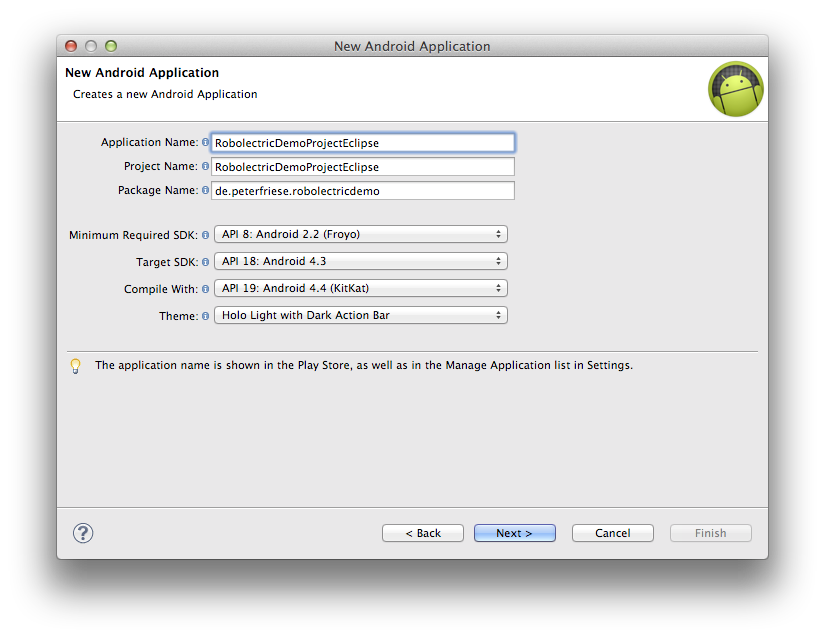 New Android Application
New Android Application
Creates a new Android Application
Application Name: RobolectricDemoProjectEclipse
Project Name: RobolectricDemoProjectEclipse
Package Name: de.peterfriese.robolectricdemo
Minimum Required SDK: API 8: Android 2.2 (Froyo)
Target SDK: API 18: Android 4.3
Compile With: API 19: Android 4.4 (KitKat)
Theme: Holo Light with Dark Action Bar
The application name is shown in the Play Store, as well as in the Manage Application list in Settings.
? < Back Next > Cancel Finish